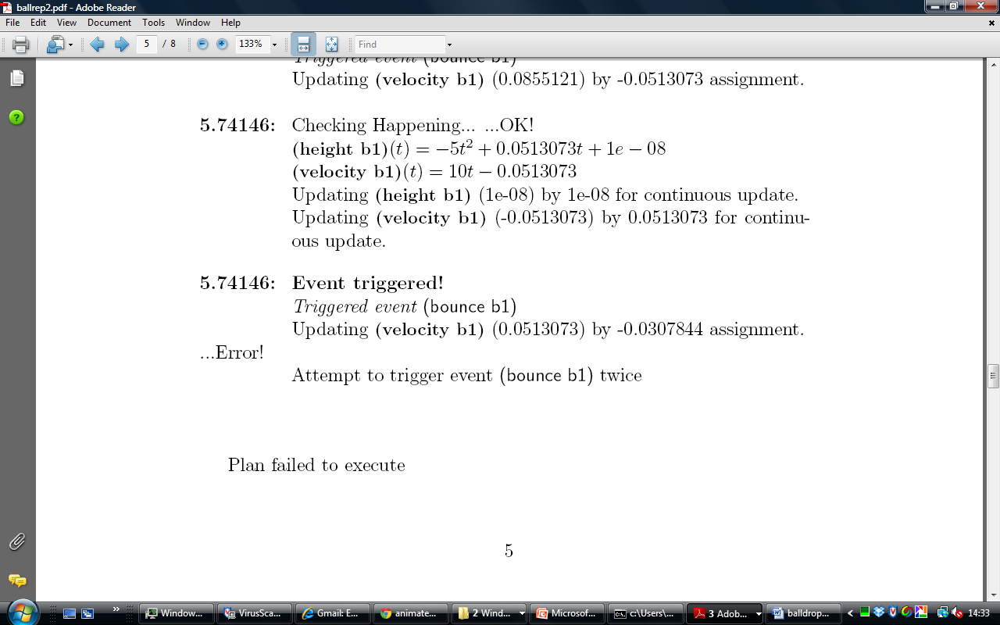 ballrep2.pdf - Adobe Reader
File Edit View Document Tools Window Help
5 / 8 133% Find
Triggered event (bounce b1)
Updating (velocity b1) (0.0855121) by -0.0513073 assignment.
5.74146: Checking Happening... ...OK!
(height b1)(t) = −5t² + 0.0513073t + 1e − 08
(velocity b1)(t) = 10t − 0.0513073
Updating (height b1) (1e-08) by 1e-08 for continuous update.
Updating (velocity b1) (-0.0513073) by 0.0513073 for continu-
ous update.
5.74146: Event triggered!
Triggered event (bounce b1)
Updating (velocity b1) (0.0513073) by -0.0307844 assignment.
...Error!
Attempt to trigger event (bounce b1) twice
Plan failed to execute
5
Window... VirusSca... Gmail: E... animate... 2 Wind... Microsof... c:\Users\... 3 Adob... balldrop... 14:33